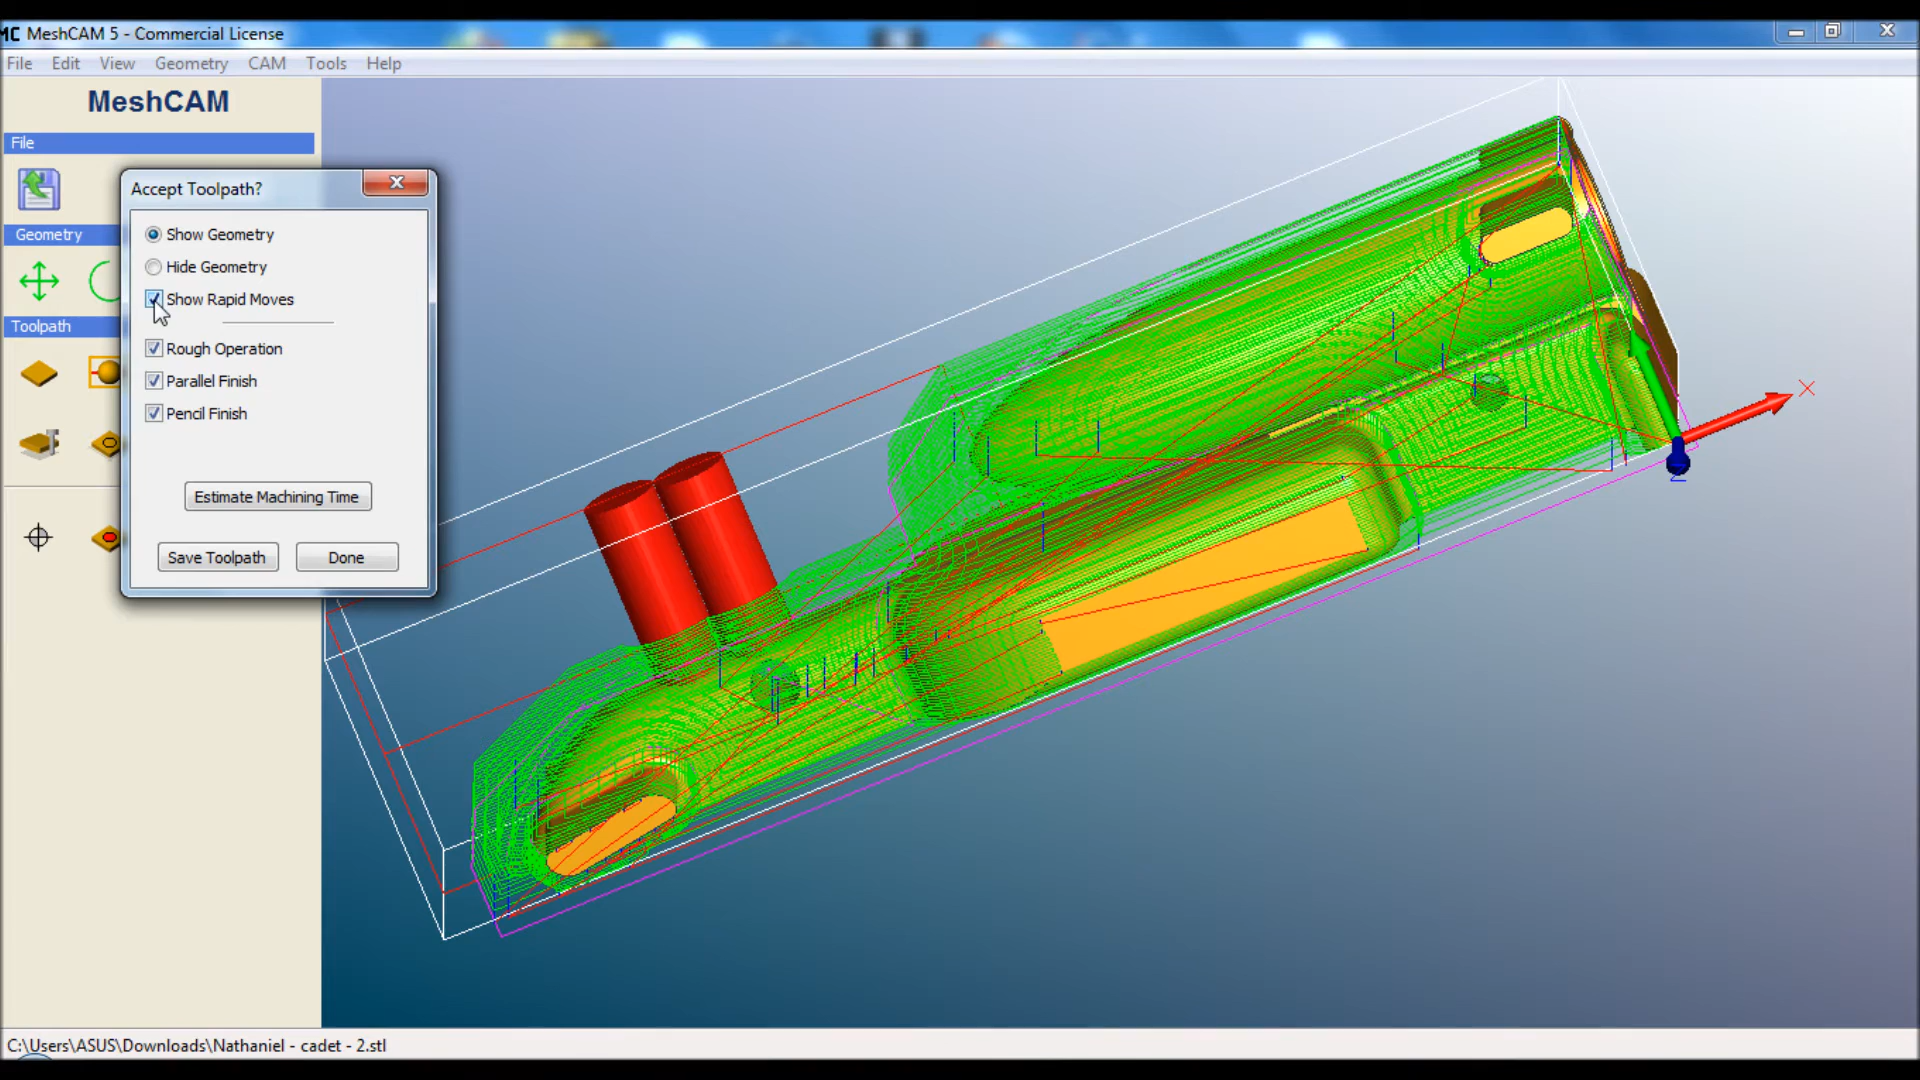 MC MeshCAM 5 - Commercial License
File Edit View Geometry CAM Tools Help
MeshCAM
File
Geometry
Toolpath
Accept Toolpath?
Show Geometry
Hide Geometry
Show Rapid Moves
Rough Operation
Parallel Finish
Pencil Finish
Estimate Machining Time
Save Toolpath Done
X
Z
C:\Users\ASUS\Downloads\Nathaniel - cadet - 2.stl